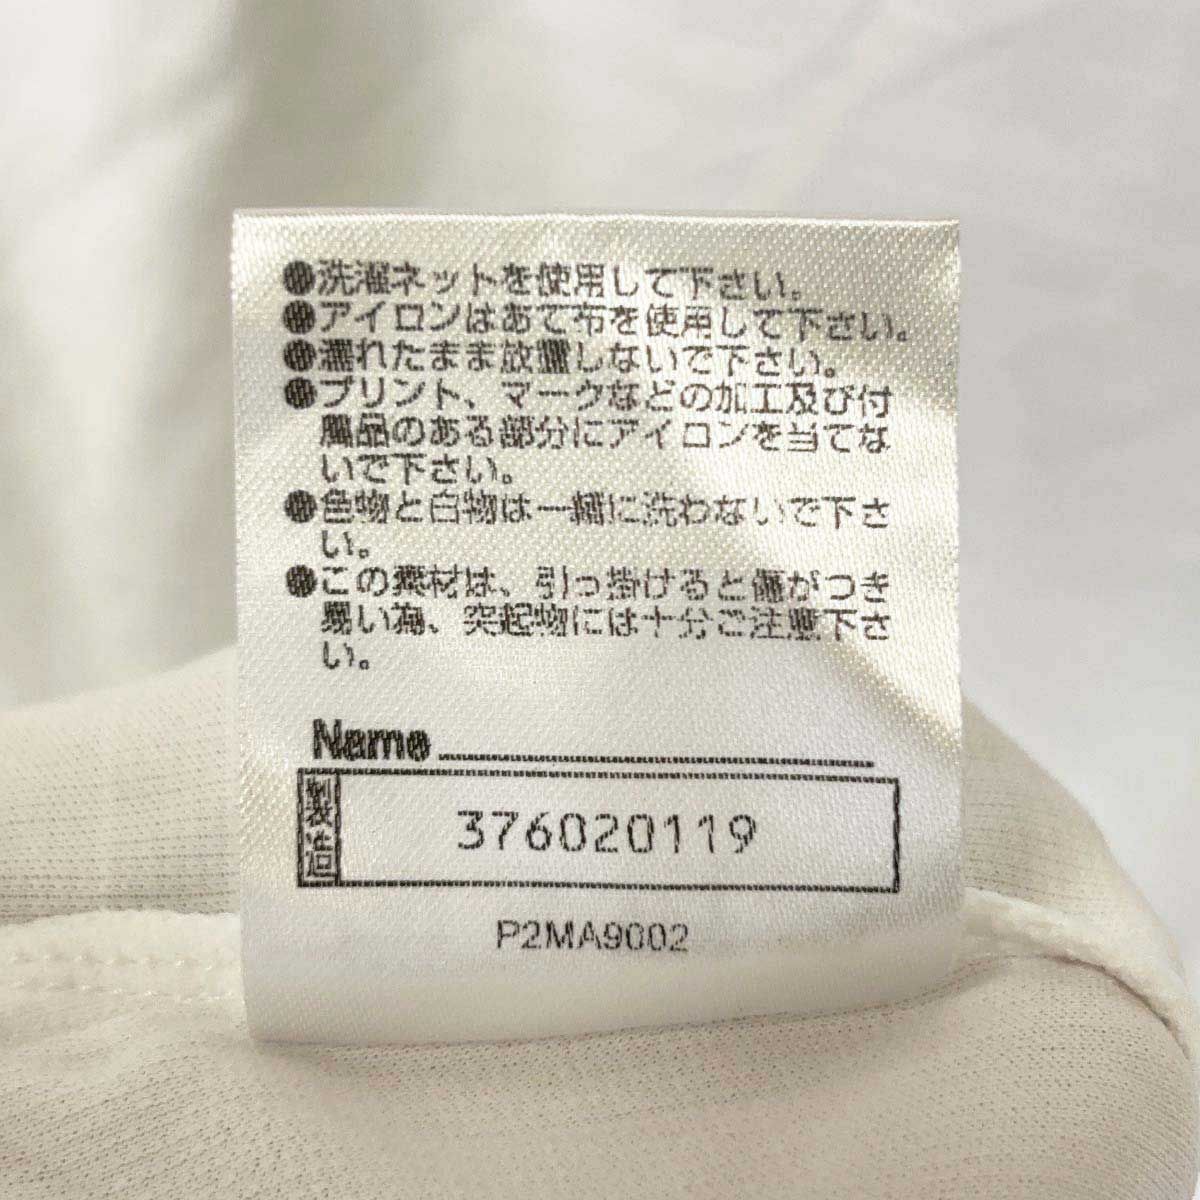 ●洗濯ネットを使用して下さい。
●アイロンはあて布を使用して下さい。
●濡れたまま放置しないで下さい。
●プリント、マークなどの加工及び付
属品のある部分にアイロンを当てな
いで下さい。
●色物と白物は一緒に洗わないで下さ
い。
●この素材は、引っ掛けると傷がつき
易い為、突起物には十分ご注意下さ
い。
Name
製造
376020119
P2MA9002